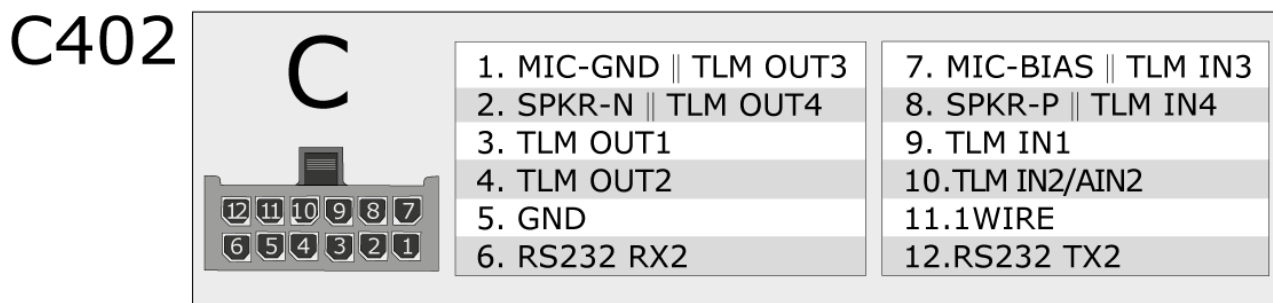 C402
C
1. MIC-GND || TLM OUT3
2. SPKR-N || TLM OUT4
3. TLM OUT1
4. TLM OUT2
5. GND
6. RS232 RX2
7. MIC-BIAS || TLM IN3
8. SPKR-P || TLM IN4
9. TLM IN1
10.TLM IN2/AIN2
11.1WIRE
12.RS232 TX2
12 11 10 9 8 7
6 5 4 3 2 1